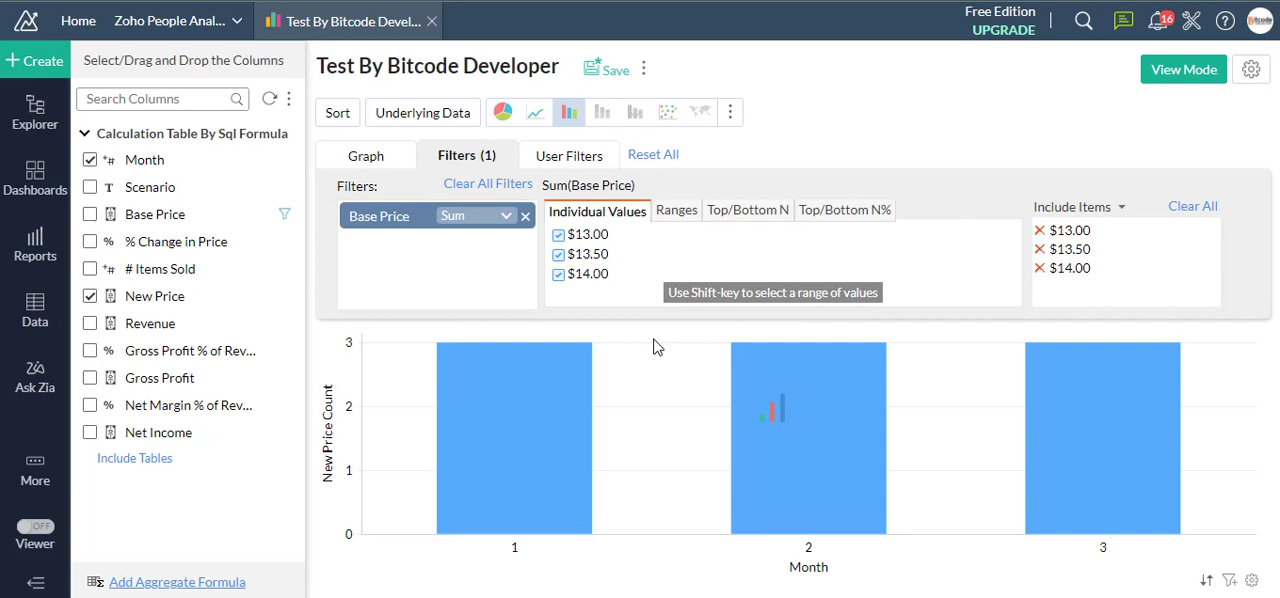 Home
Zoho People Anal...
Test By Bitcode Devel...
Free Edition
UPGRADE
16
Create
Select/Drag and Drop the Columns
Test By Bitcode Developer
Save
View Mode
Search Columns
Sort
Underlying Data
Explorer
Calculation Table By Sql Formula
Month
T Scenario
Base Price
% % Change in Price
# Items Sold
New Price
Revenue
% Gross Profit % of Rev...
Gross Profit
% Net Margin % of Rev...
Net Income
Include Tables
Add Aggregate Formula
Dashboards
Reports
Data
Ask Zia
More
OFF
Viewer
Graph
Filters (1)
User Filters
Reset All
Filters:
Clear All Filters
Sum(Base Price)
Base Price
Sum
Individual Values
Ranges
Top/Bottom N
Top/Bottom N%
$13.00
$13.50
$14.00
Use Shift-key to select a range of values
Include Items
Clear All
$13.00
$13.50
$14.00
New Price Count
3
2
1
0
1
2
3
Month